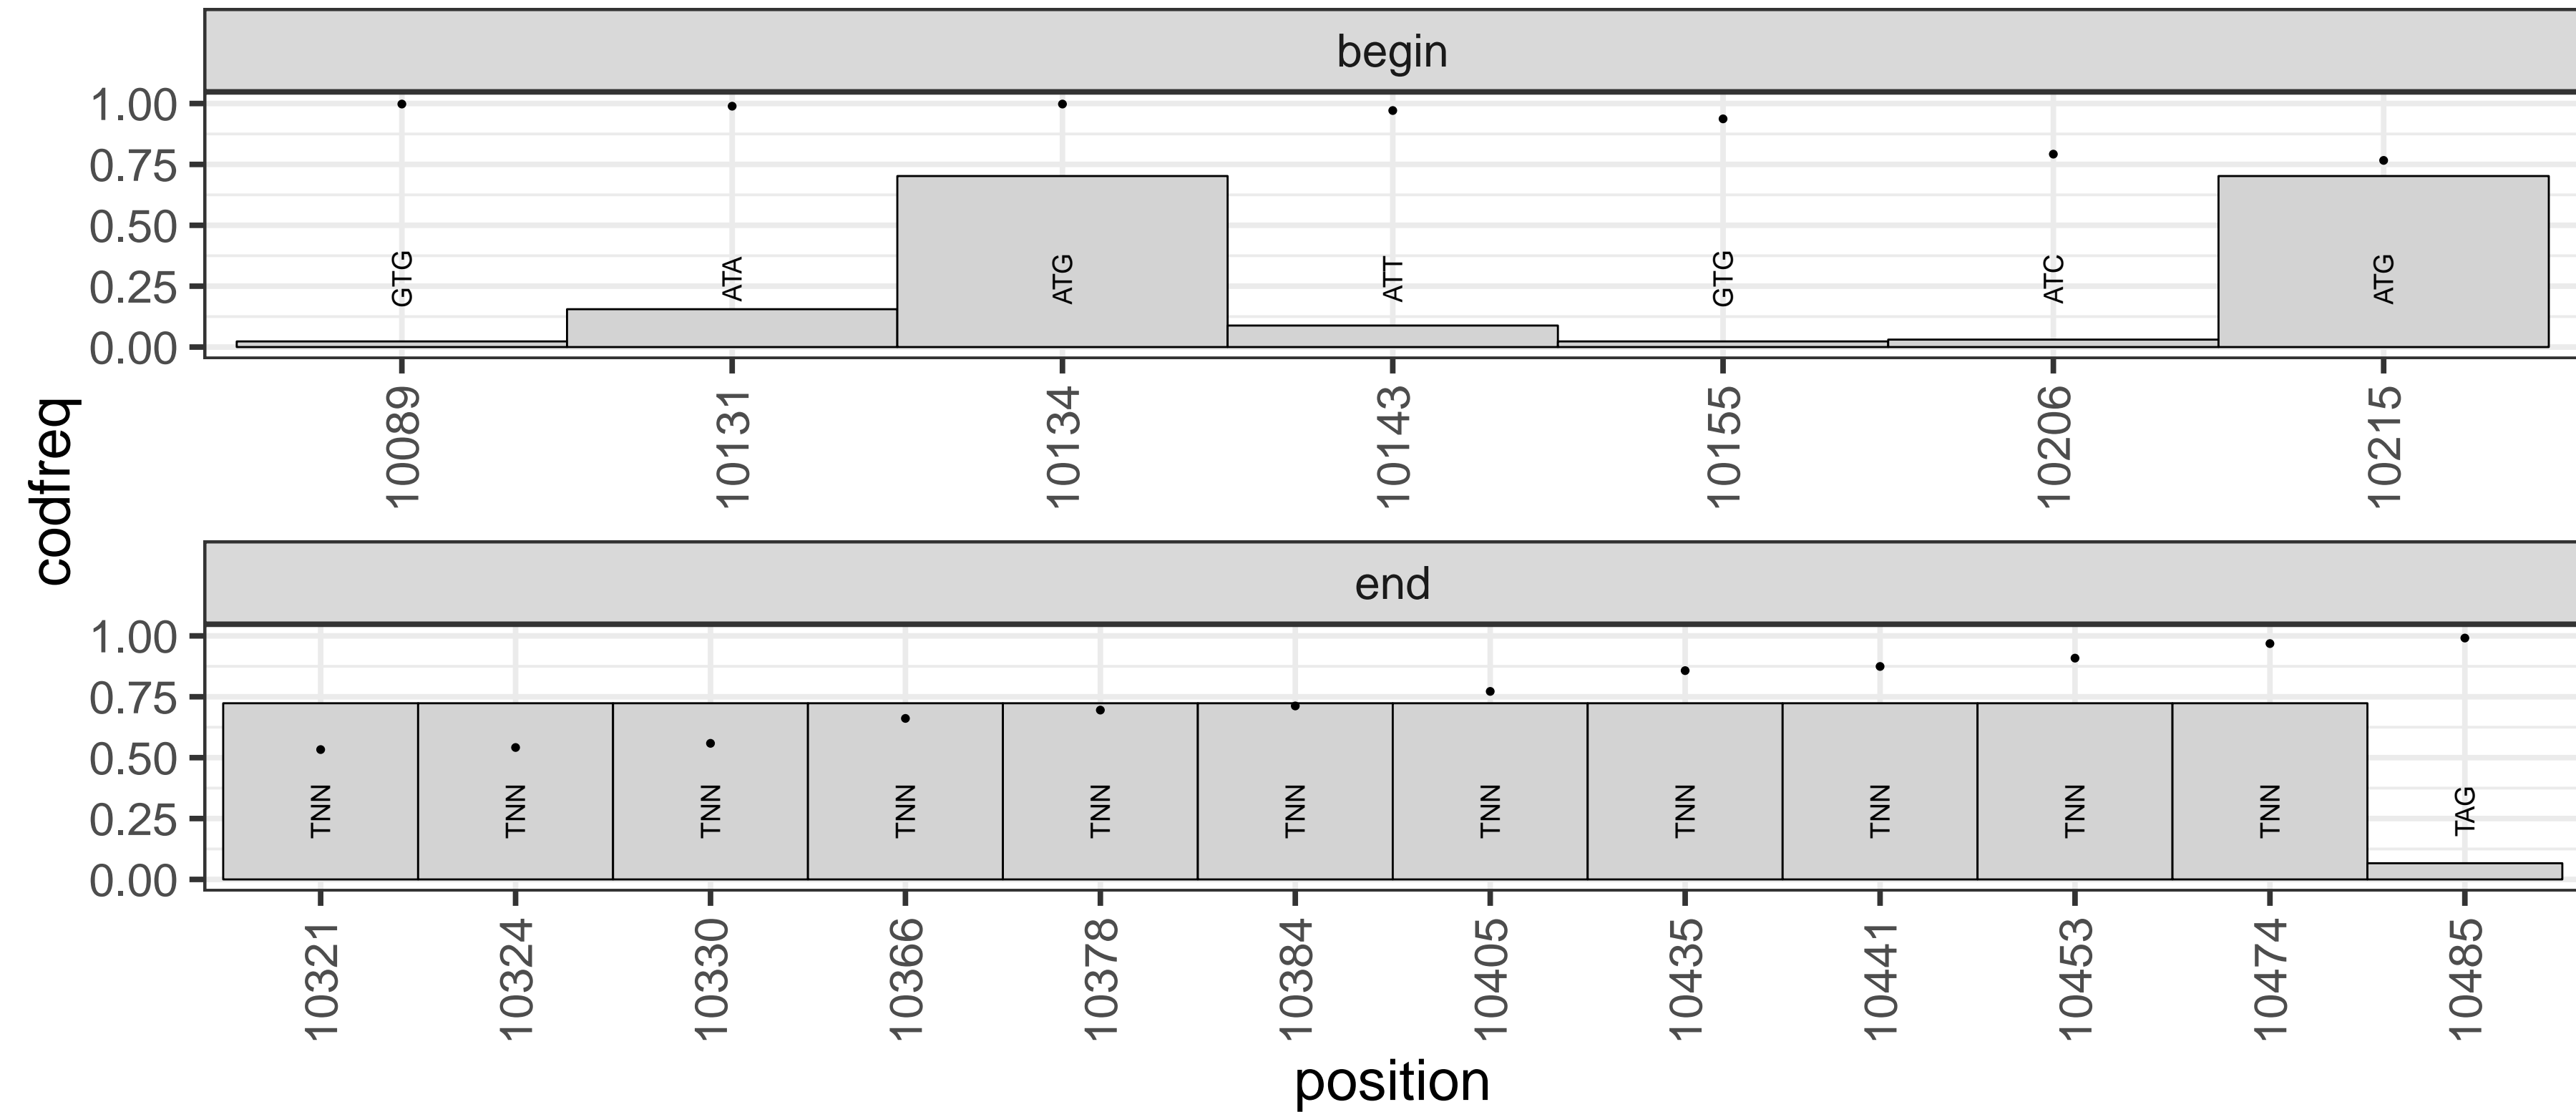 begin
1.00
0.75
0.50
0.25
0.00
GTG
ATA
ATG
ATT
GTG
ATC
ATG
10089
10131
10134
10143
10155
10206
10215
codfreq
end
1.00
0.75
0.50
0.25
0.00
TNN
TNN
TNN
TNN
TNN
TNN
TNN
TNN
TNN
TNN
TNN
TAG
10321
10324
10330
10366
10378
10384
10405
10435
10441
10453
10474
10485
position